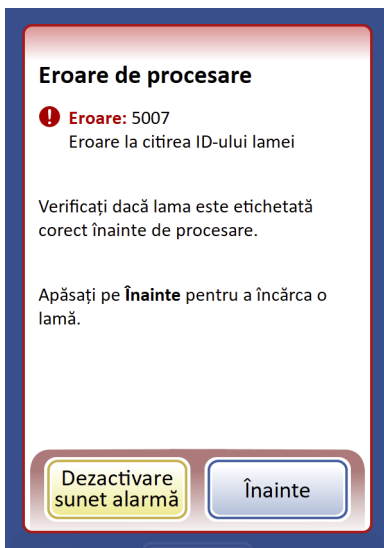 Eroare de procesare
Eroare: 5007
Eroare la citirea ID-ului lamei
Verificați dacă lama este etichetată
corect înainte de procesare.
Apăsați pe Înainte pentru a încărca o
lamă.
Dezactivare
sunet alarmă
Înainte